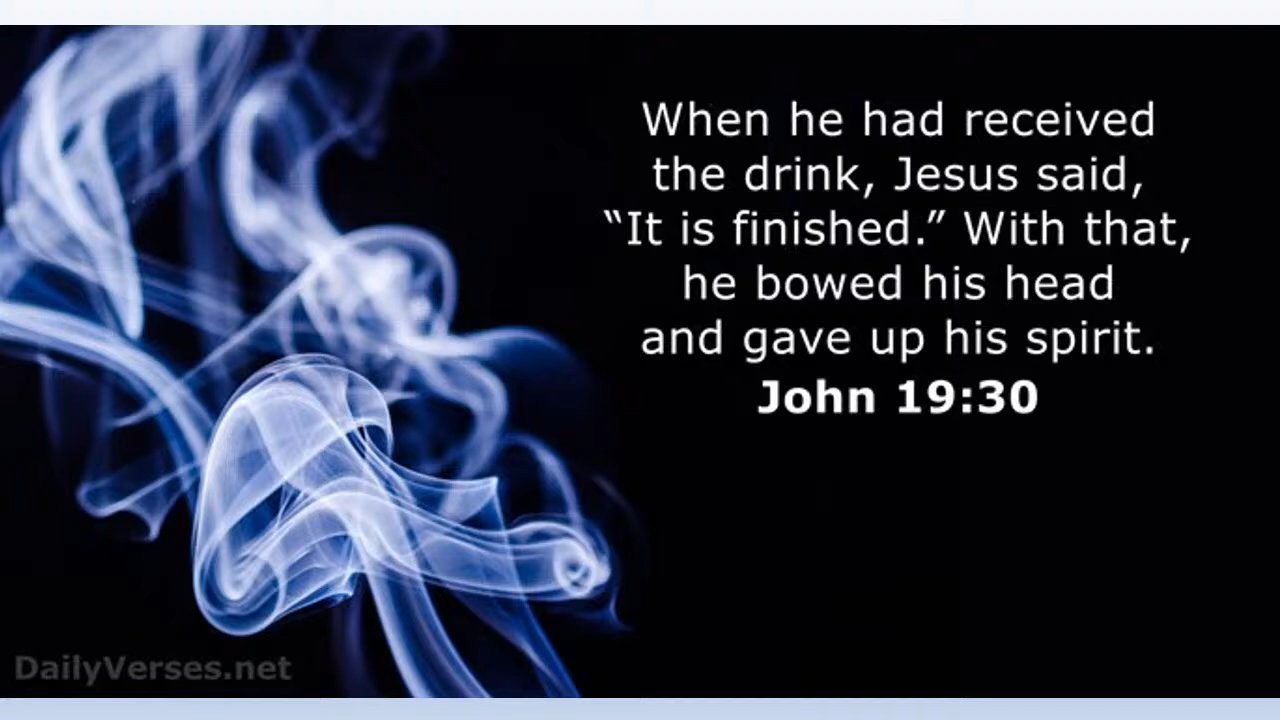 When he had received
the drink, Jesus said,
“It is finished.” With that,
he bowed his head
and gave up his spirit.
John 19:30
DailyVerses.net